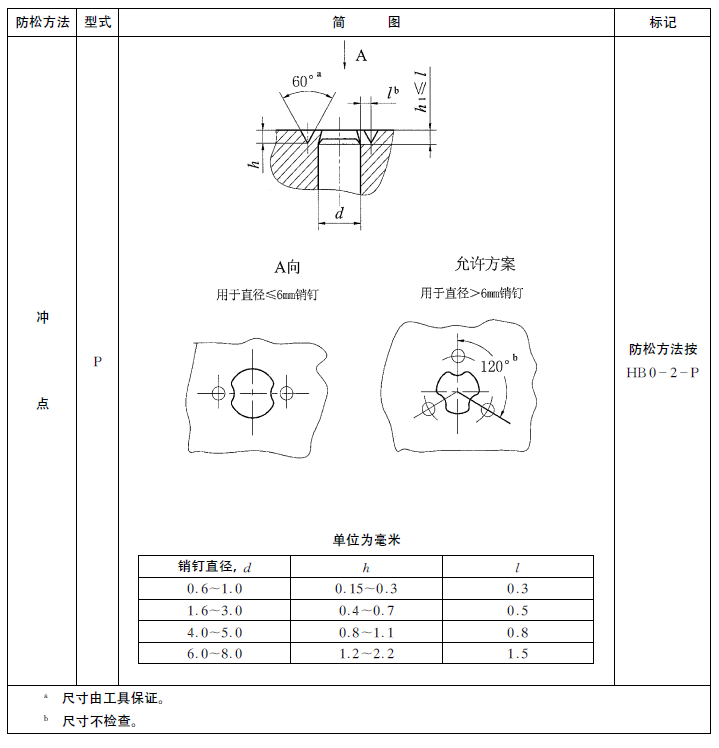 防松方法 型式 简 图 标记
A
60°ᵃ
lᵇ
h₁≤l
h
d
A向 允许方案
用于直径≤6mm销钉 用于直径>6mm销钉
120°ᵇ
冲
点
P
防松方法按
HB0-2-P
单位为毫米
销钉直径, d h l
0.6~1.0 0.15~0.3 0.3
1.6~3.0 0.4~0.7 0.5
4.0~5.0 0.8~1.1 0.8
6.0~8.0 1.2~2.2 1.5
ᵃ 尺寸由工具保证。
ᵇ 尺寸不检查。